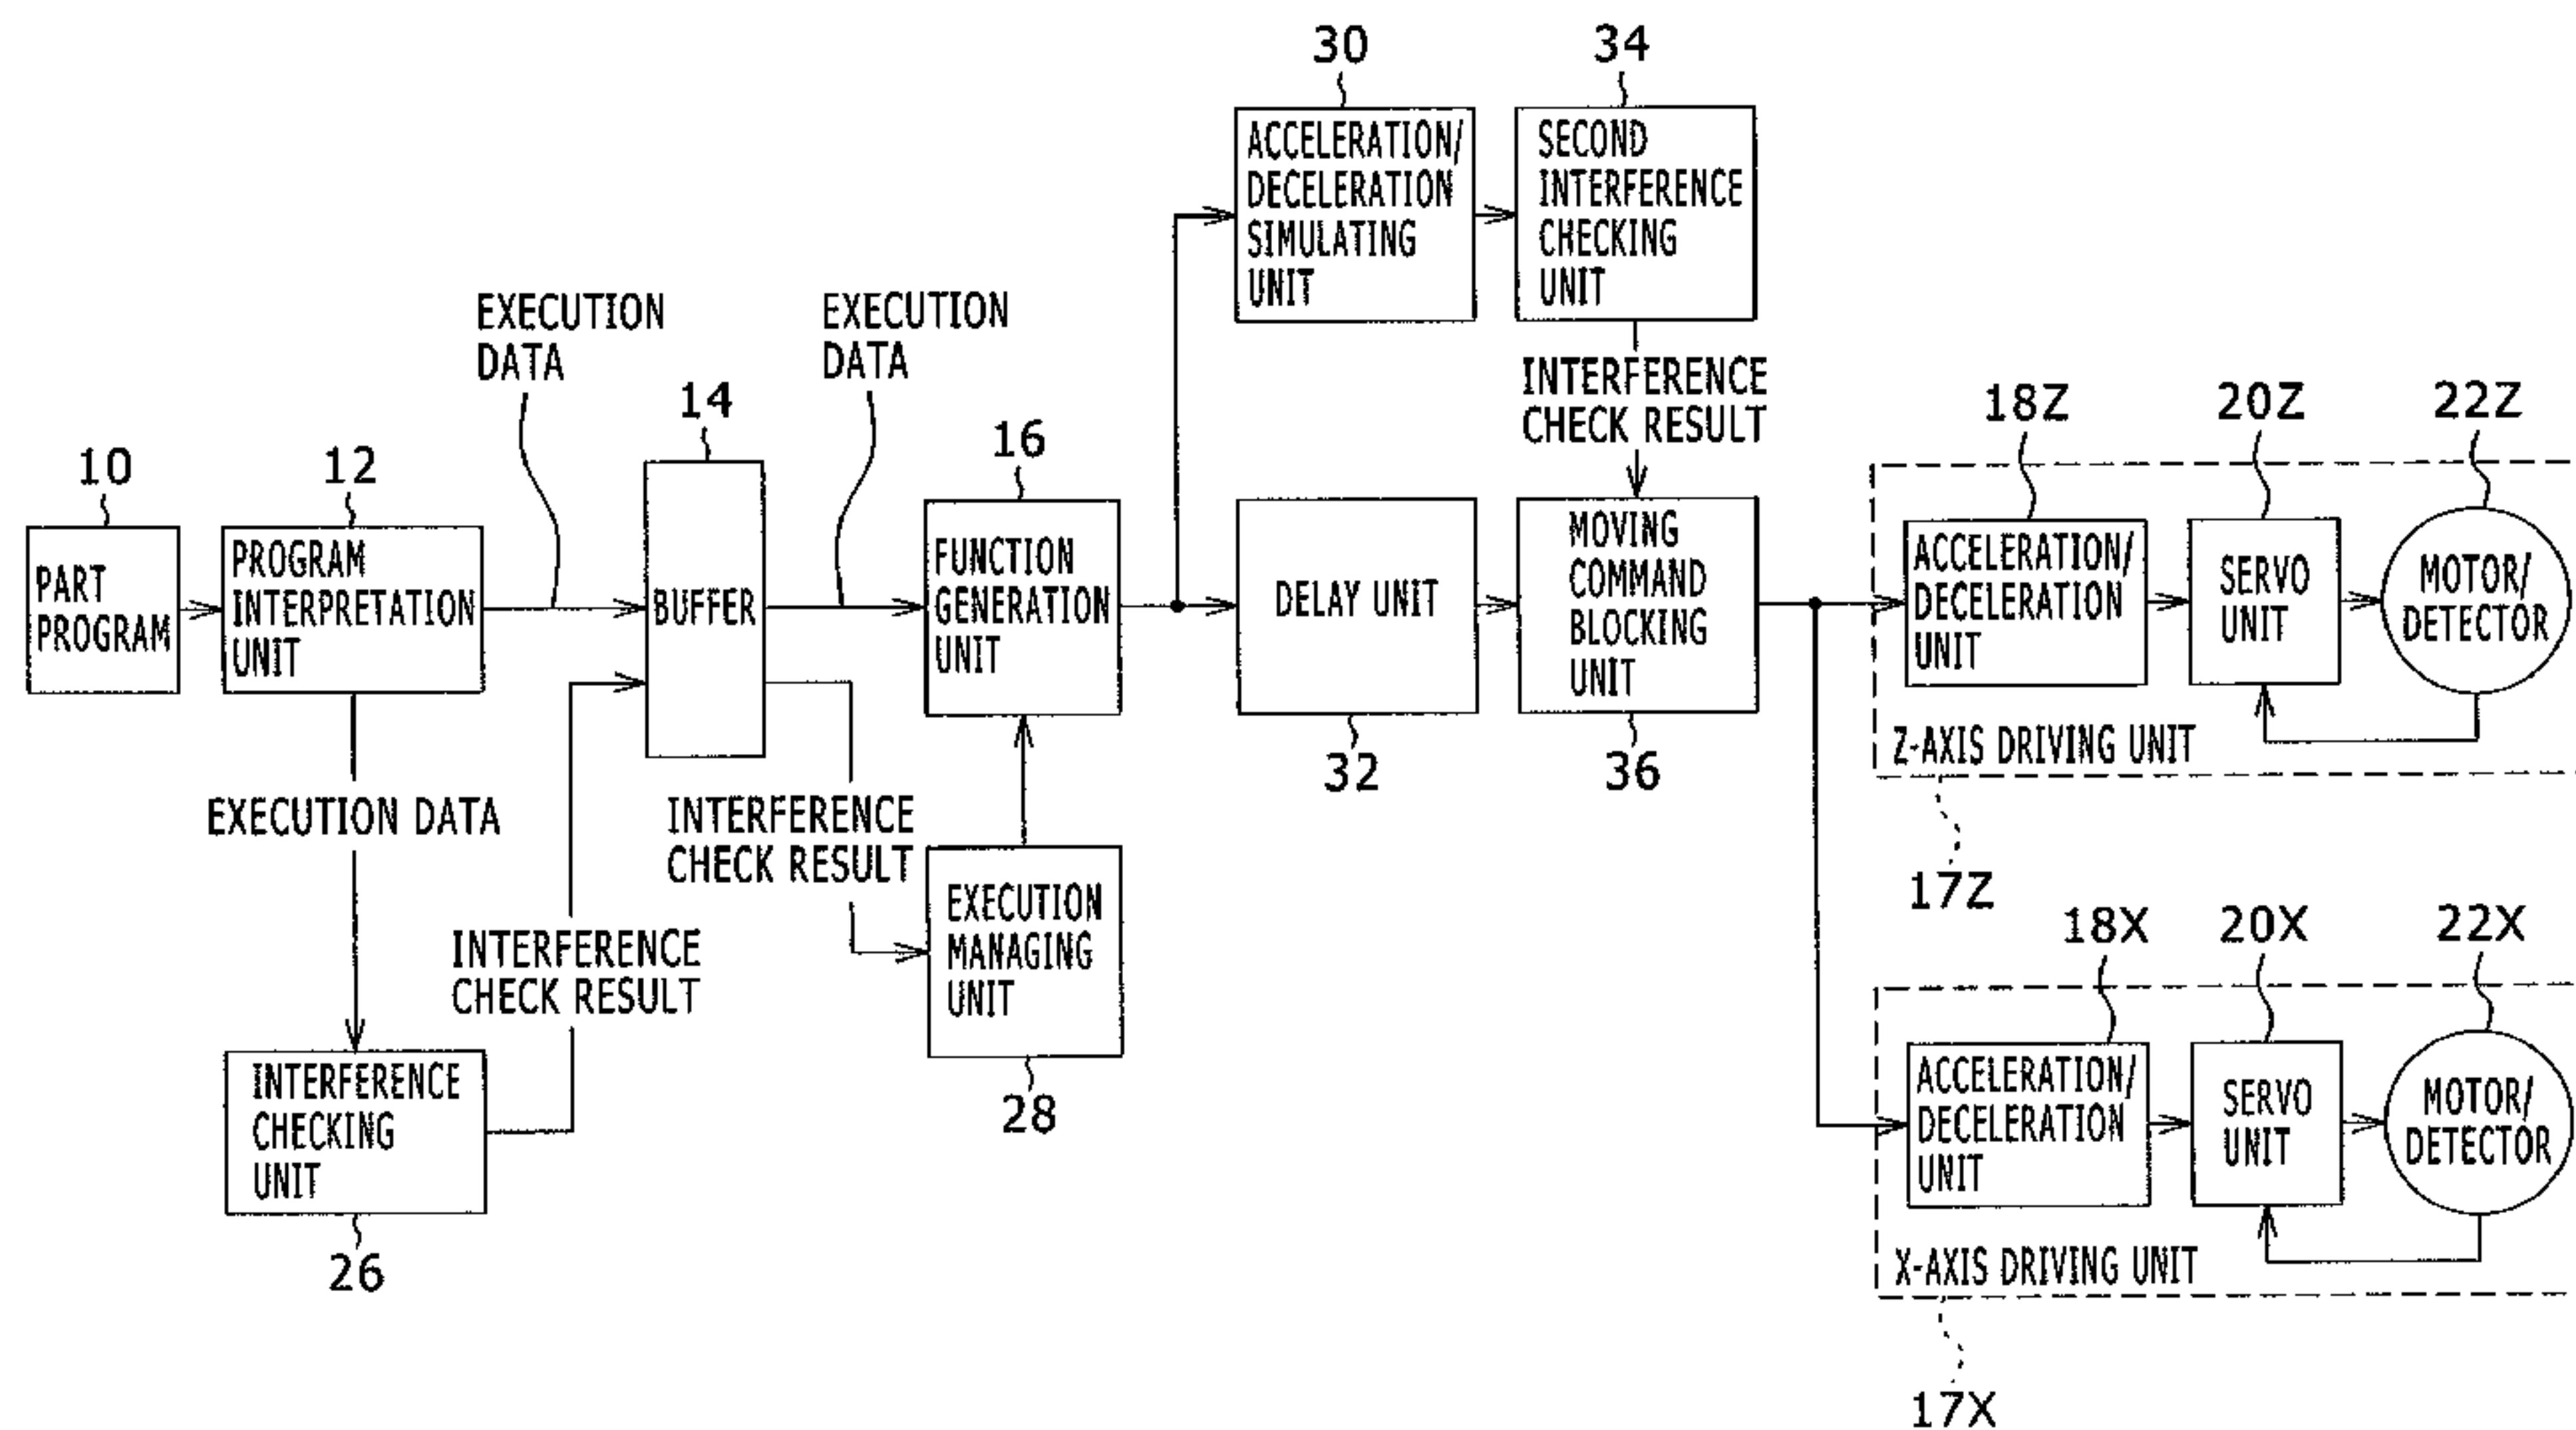 30
34
ACCELERATION/
DECELERATION
SIMULATING
UNIT
SECOND
INTERFERENCE
CHECKING
UNIT
EXECUTION
DATA
EXECUTION
DATA
INTERFERENCE
CHECK RESULT
10
12
14
16
18Z
20Z
22Z
PART
PROGRAM
PROGRAM
INTERPRETATION
UNIT
BUFFER
FUNCTION
GENERATION
UNIT
DELAY UNIT
32
MOVING
COMMAND
BLOCKING
UNIT
36
ACCELERATION/
DECELERATION
UNIT
SERVO
UNIT
MOTOR/
DETECTOR
Z-AXIS DRIVING UNIT
17Z
EXECUTION DATA
INTERFERENCE
CHECK RESULT
INTERFERENCE
CHECK RESULT
EXECUTION
MANAGING
UNIT
28
INTERFERENCE
CHECKING
UNIT
26
18X
20X
22X
ACCELERATION/
DECELERATION
UNIT
SERVO
UNIT
MOTOR/
DETECTOR
X-AXIS DRIVING UNIT
17X